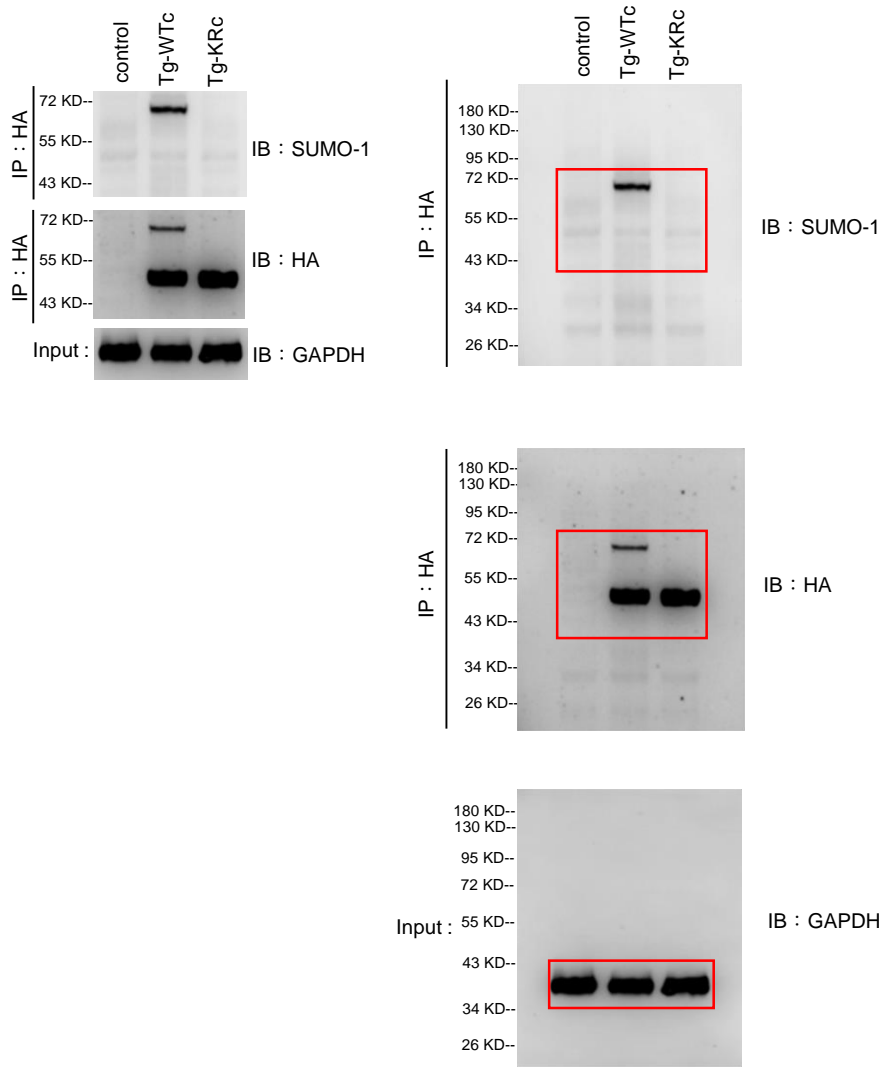 control
Tg-WTc
Tg-KRc
IP : HA
72 KD--
55 KD--
43 KD--
IB : SUMO-1
IP : HA
72 KD--
55 KD--
43 KD--
IB : HA
Input :
IB : GAPDH
control
Tg-WTc
Tg-KRc
IP : HA
180 KD--
130 KD--
95 KD--
72 KD--
55 KD--
43 KD--
34 KD--
26 KD--
IB : SUMO-1
IP : HA
180 KD--
130 KD--
95 KD--
72 KD--
55 KD--
43 KD--
34 KD--
26 KD--
IB : HA
Input :
180 KD--
130 KD--
95 KD--
72 KD--
55 KD--
43 KD--
34 KD--
26 KD--
IB : GAPDH